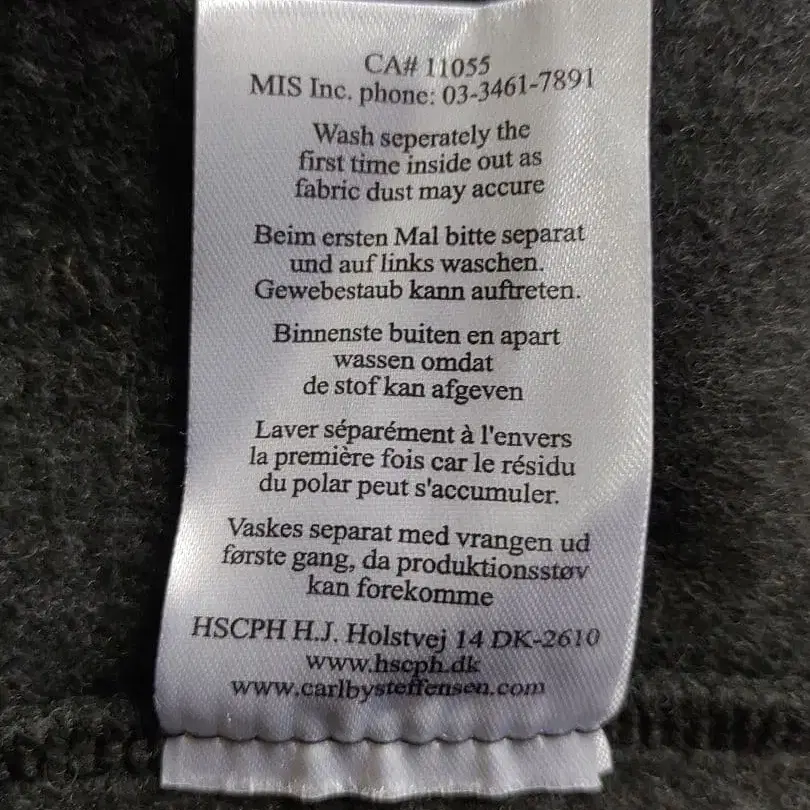 CA# 11055
MIS Inc. phone: 03-3461-7891
Wash seperately the
first time inside out as
fabric dust may accure
Beim ersten Mal bitte separat
und auf links waschen.
Gewebestaub kann auftreten.
Binnenste buiten en apart
wassen omdat
de stof kan afgeven
Laver séparément à l'envers
la première fois car le résidu
du polar peut s'accumuler.
Vaskes separat med vrangen ud
første gang, da produktionsstøv
kan forekomme
HSCPH H.J. Holstvej 14 DK-2610
www.hscph.dk
www.carlbysteffensen.com